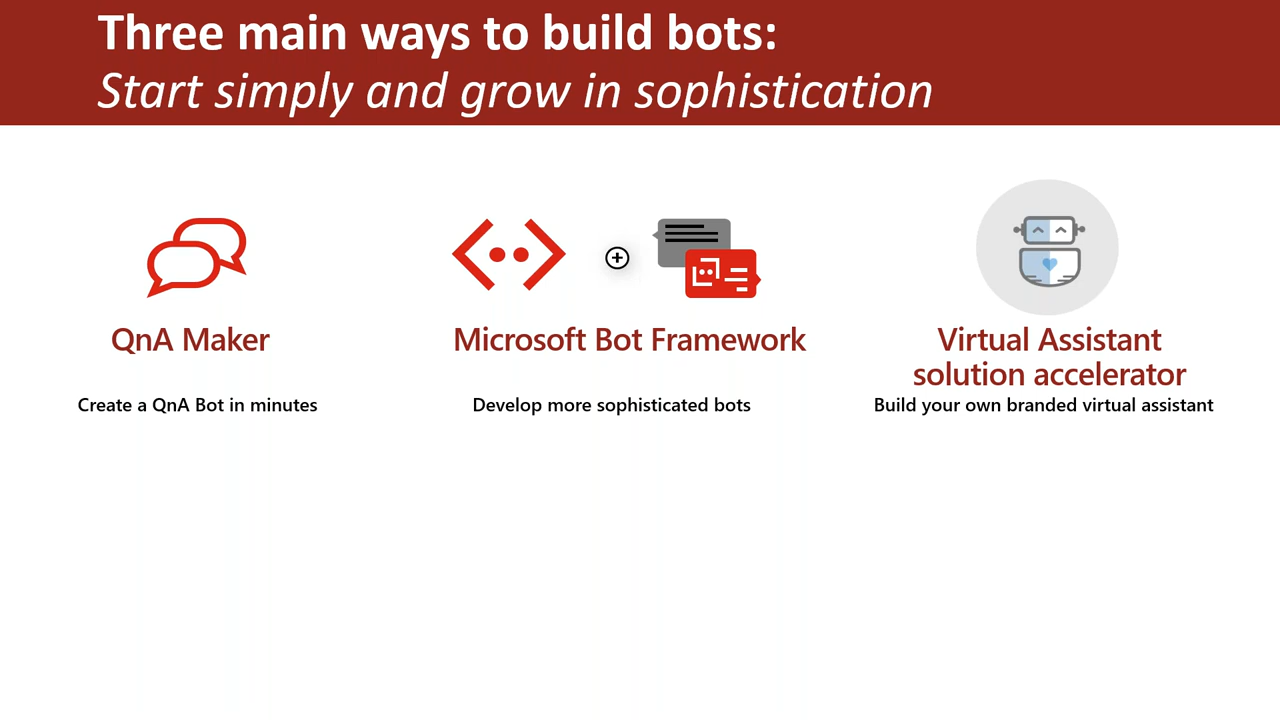 Three main ways to build bots:
Start simply and grow in sophistication
QnA Maker
Create a QnA Bot in minutes
Microsoft Bot Framework
Develop more sophisticated bots
Virtual Assistant
solution accelerator
Build your own branded virtual assistant